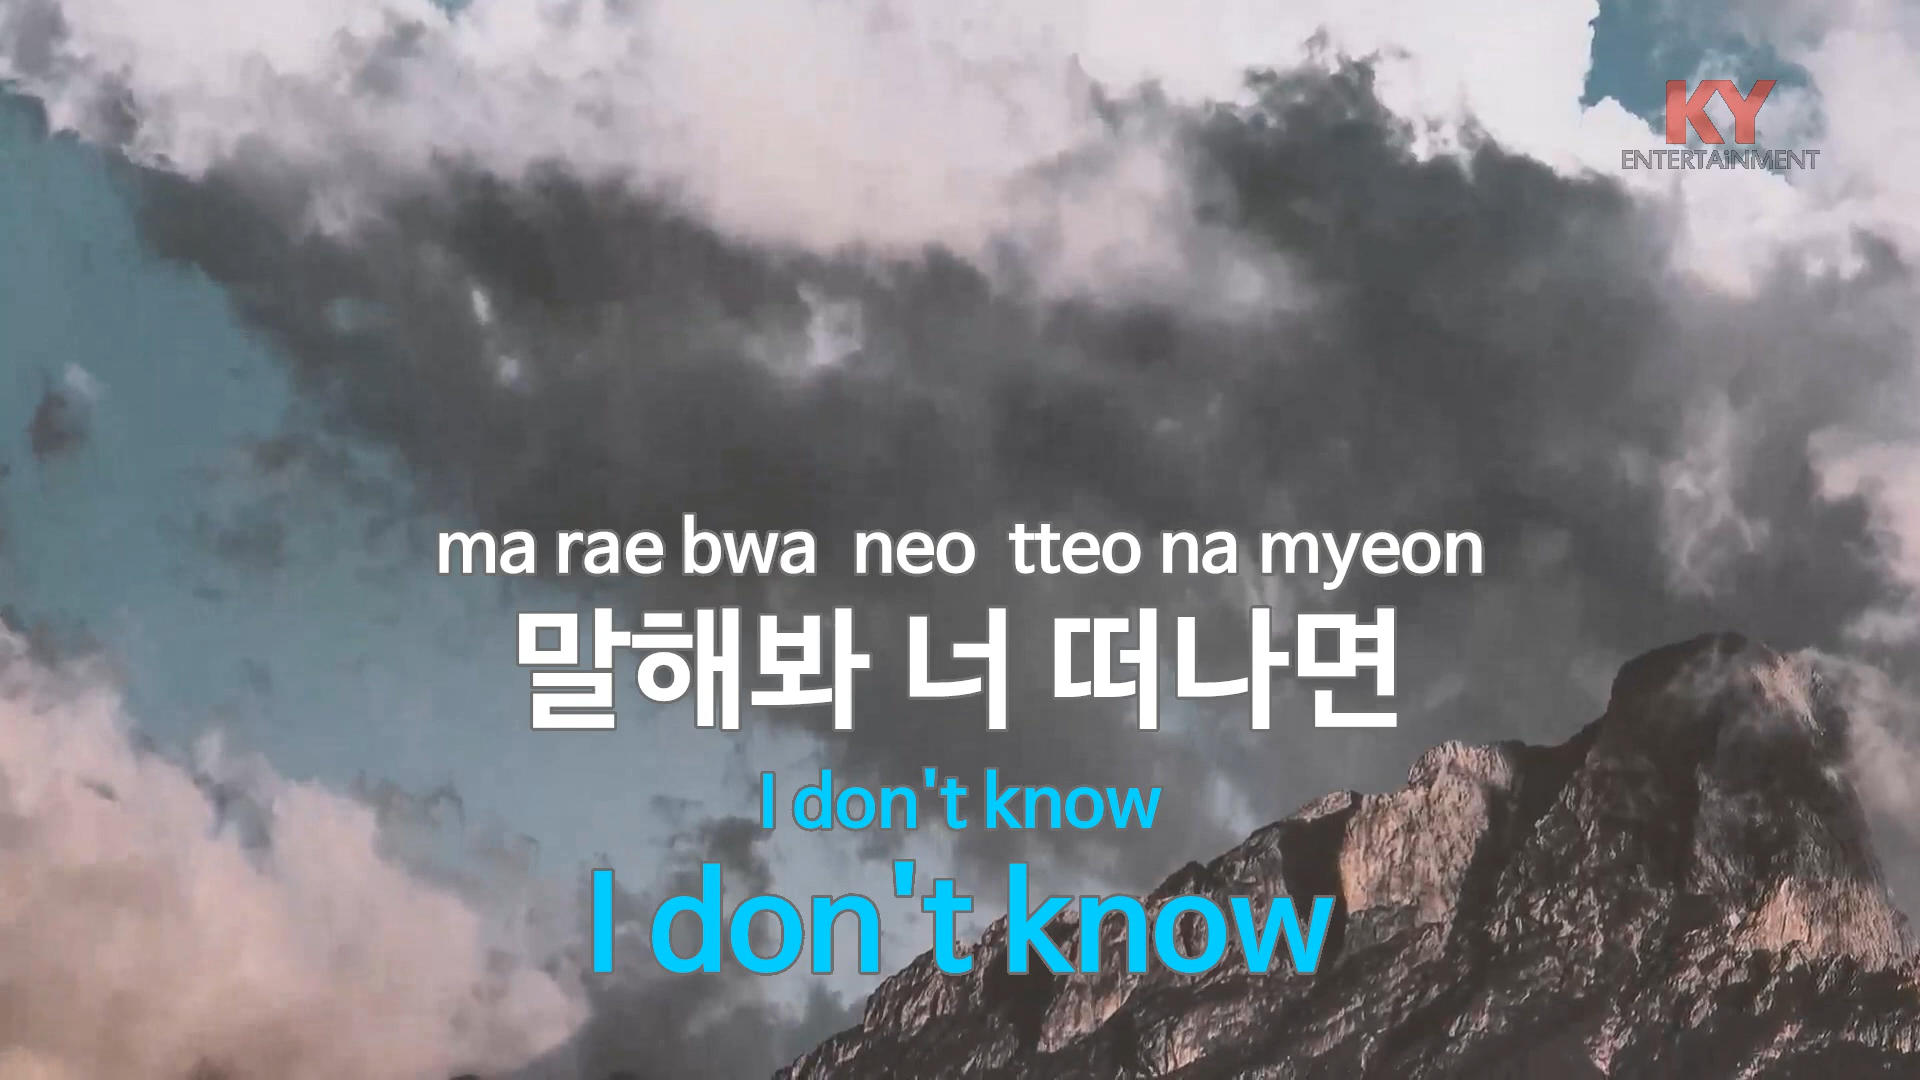 KY
ENTERTAiNMENT
ma rae bwa neo tteo na myeon
말해봐 너 떠나면
I don't know
I don't know